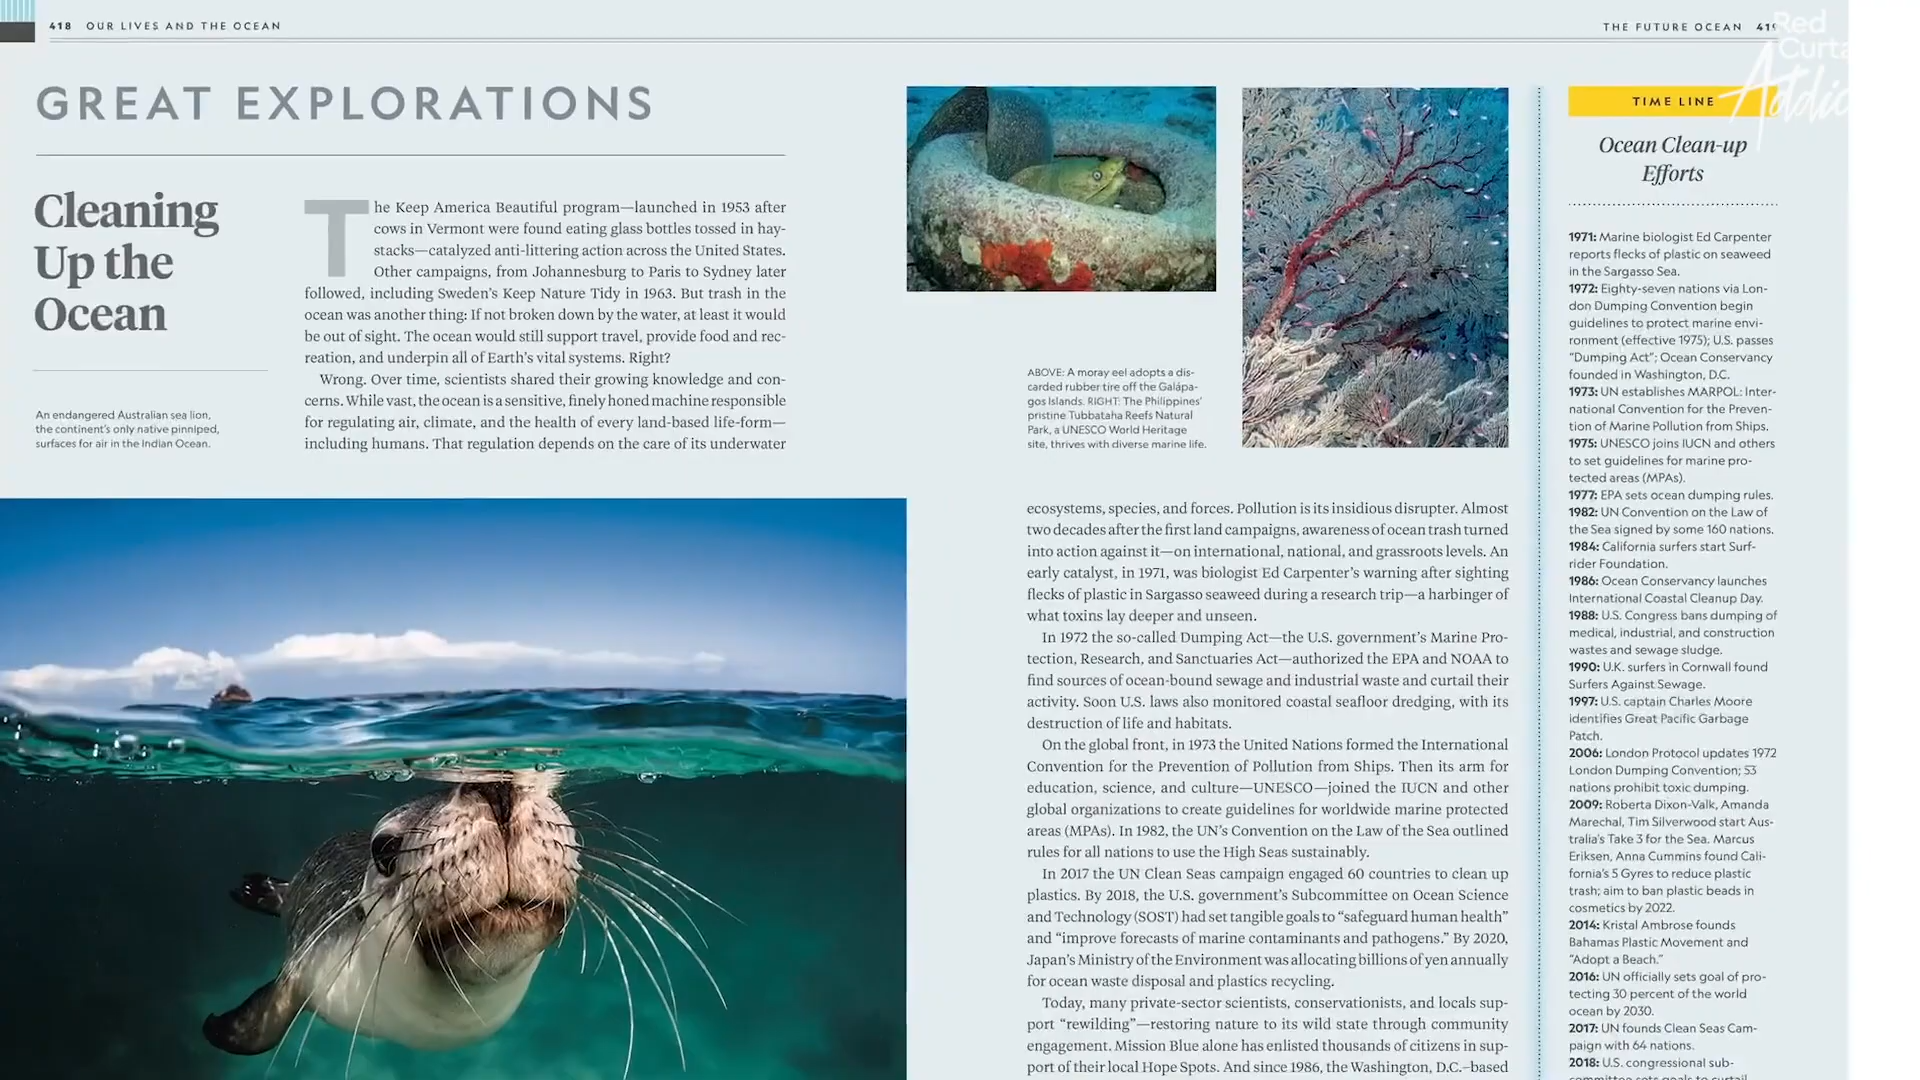 418 OUR LIVES AND THE OCEAN
THE FUTURE OCEAN 419
Red
Curta
Addic
GREAT EXPLORATIONS
Cleaning
Up the
Ocean
An endangered Australian sea lion,
the continent's only native pinniped,
surfaces for air in the Indian Ocean.
The Keep America Beautiful program—launched in 1953 after
cows in Vermont were found eating glass bottles tossed in hay-
stacks—catalyzed anti-littering action across the United States.
Other campaigns, from Johannesburg to Paris to Sydney later
followed, including Sweden's Keep Nature Tidy in 1963. But trash in the
ocean was another thing: If not broken down by the water, at least it would
be out of sight. The ocean would still support travel, provide food and rec-
reation, and underpin all of Earth's vital systems. Right?
Wrong. Over time, scientists shared their growing knowledge and con-
cerns. While vast, the ocean is a sensitive, finely honed machine responsible
for regulating air, climate, and the health of every land-based life-form—
including humans. That regulation depends on the care of its underwater
ABOVE: A moray eel adopts a dis-
carded rubber tire off the Galápa-
gos Islands. RIGHT: The Philippines'
pristine Tubbataha Reefs Natural
Park, a UNESCO World Heritage
site, thrives with diverse marine life.
ecosystems, species, and forces. Pollution is its insidious disrupter. Almost
two decades after the first land campaigns, awareness of ocean trash turned
into action against it—on international, national, and grassroots levels. An
early catalyst, in 1971, was biologist Ed Carpenter's warning after sighting
flecks of plastic in Sargasso seaweed during a research trip—a harbinger of
what toxins lay deeper and unseen.
In 1972 the so-called Dumping Act—the U.S. government's Marine Pro-
tection, Research, and Sanctuaries Act—authorized the EPA and NOAA to
find sources of ocean-bound sewage and industrial waste and curtail their
activity. Soon U.S. laws also monitored coastal seafloor dredging, with its
destruction of life and habitats.
On the global front, in 1973 the United Nations formed the International
Convention for the Prevention of Pollution from Ships. Then its arm for
education, science, and culture—UNESCO—joined the IUCN and other
global organizations to create guidelines for worldwide marine protected
areas (MPAs). In 1982, the UN's Convention on the Law of the Sea outlined
rules for all nations to use the High Seas sustainably.
In 2017 the UN Clean Seas campaign engaged 60 countries to clean up
plastics. By 2018, the U.S. government's Subcommittee on Ocean Science
and Technology (SOST) had set tangible goals to “safeguard human health”
and “improve forecasts of marine contaminants and pathogens.” By 2020,
Japan's Ministry of the Environment was allocating billions of yen annually
for ocean waste disposal and plastics recycling.
Today, many private-sector scientists, conservationists, and locals sup-
port “rewilding”—restoring nature to its wild state through community
engagement. Mission Blue alone has enlisted thousands of citizens in sup-
port of their local Hope Spots. And since 1986, the Washington, D.C.–based
TIME LINE
Ocean Clean-up
Efforts
1971: Marine biologist Ed Carpenter
reports flecks of plastic on seaweed
in the Sargasso Sea.
1972: Eighty-seven nations via Lon-
don Dumping Convention begin
guidelines to protect marine envi-
ronment (effective 1975); U.S. passes
“Dumping Act”; Ocean Conservancy
founded in Washington, D.C.
1973: UN establishes MARPOL: Inter-
national Convention for the Preven-
tion of Marine Pollution from Ships.
1975: UNESCO joins IUCN and others
to set guidelines for marine pro-
tected areas (MPAs).
1977: EPA sets ocean dumping rules.
1982: UN Convention on the Law of
the Sea signed by some 160 nations.
1984: California surfers start Surf-
rider Foundation.
1986: Ocean Conservancy launches
International Coastal Cleanup Day.
1988: U.S. Congress bans dumping of
medical, industrial, and construction
wastes and sewage sludge.
1990: U.K. surfers in Cornwall found
Surfers Against Sewage.
1997: U.S. captain Charles Moore
identifies Great Pacific Garbage
Patch.
2006: London Protocol updates 1972
London Dumping Convention; 53
nations prohibit toxic dumping.
2009: Roberta Dixon-Valk, Amanda
Marechal, Tim Silverwood start Aus-
tralia's Take 3 for the Sea. Marcus
Eriksen, Anna Cummins found Cali-
fornia's 5 Gyres to reduce plastic
trash; aim to ban plastic beads in
cosmetics by 2022.
2014: Kristal Ambrose founds
Bahamas Plastic Movement and
“Adopt a Beach.”
2016: UN officially sets goal of pro-
tecting 30 percent of the world
ocean by 2030.
2017: UN founds Clean Seas Cam-
paign with 64 nations.
2018: U.S. congressional sub-
committee sets goals to curtail